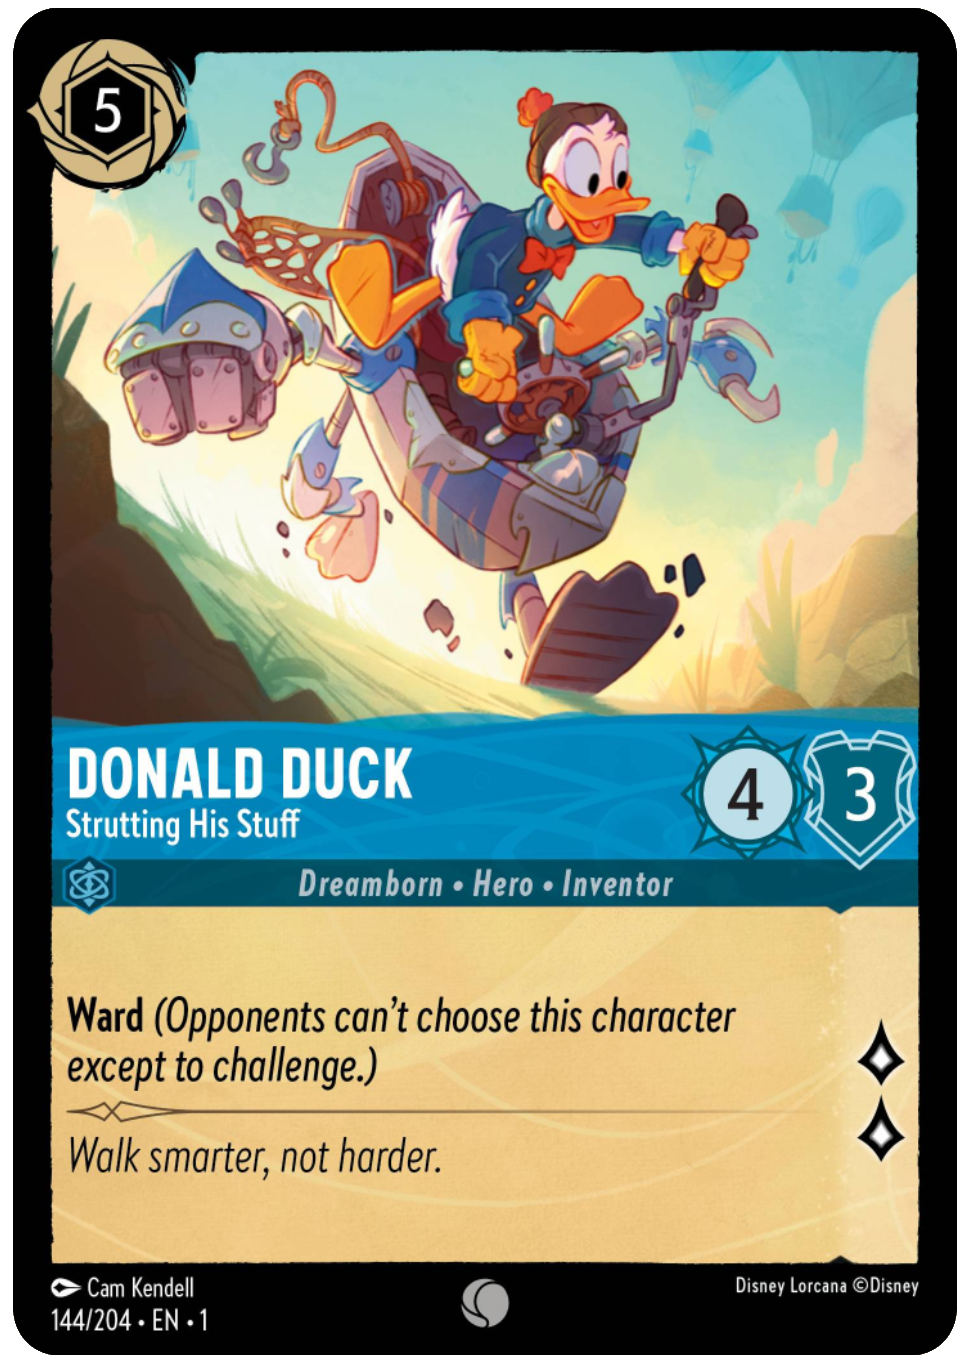 5
DONALD DUCK
Strutting His Stuff
4
3
Dreamborn • Hero • Inventor
Ward (Opponents can't choose this character
except to challenge.)
Walk smarter, not harder.
Cam Kendell
144/204 • EN • 1
Disney Lorcana ©Disney